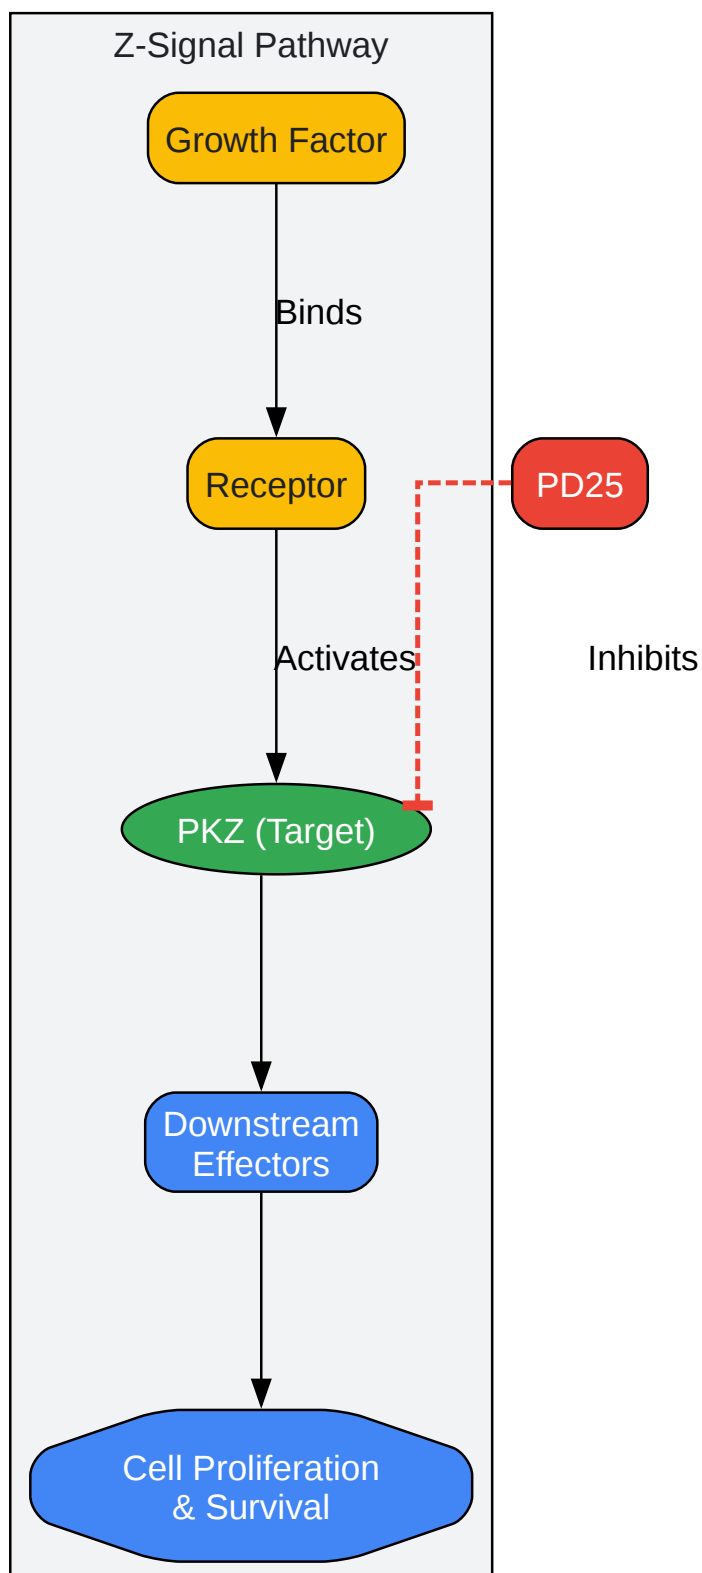 Z-Signal Pathway
Growth Factor
Binds
Receptor
PD25
Activates
Inhibits
PKZ (Target)
Downstream
Effectors
Cell Proliferation
& Survival